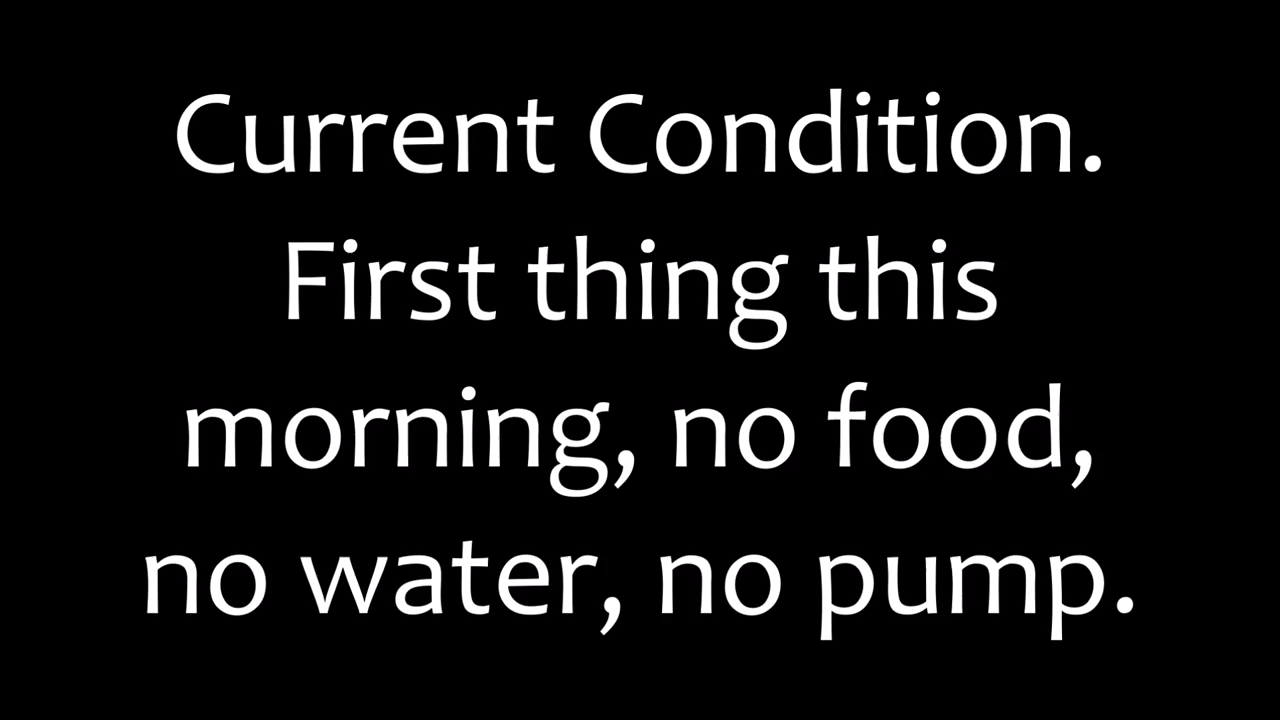 Current Condition.
First thing this
morning, no food,
no water, no pump.